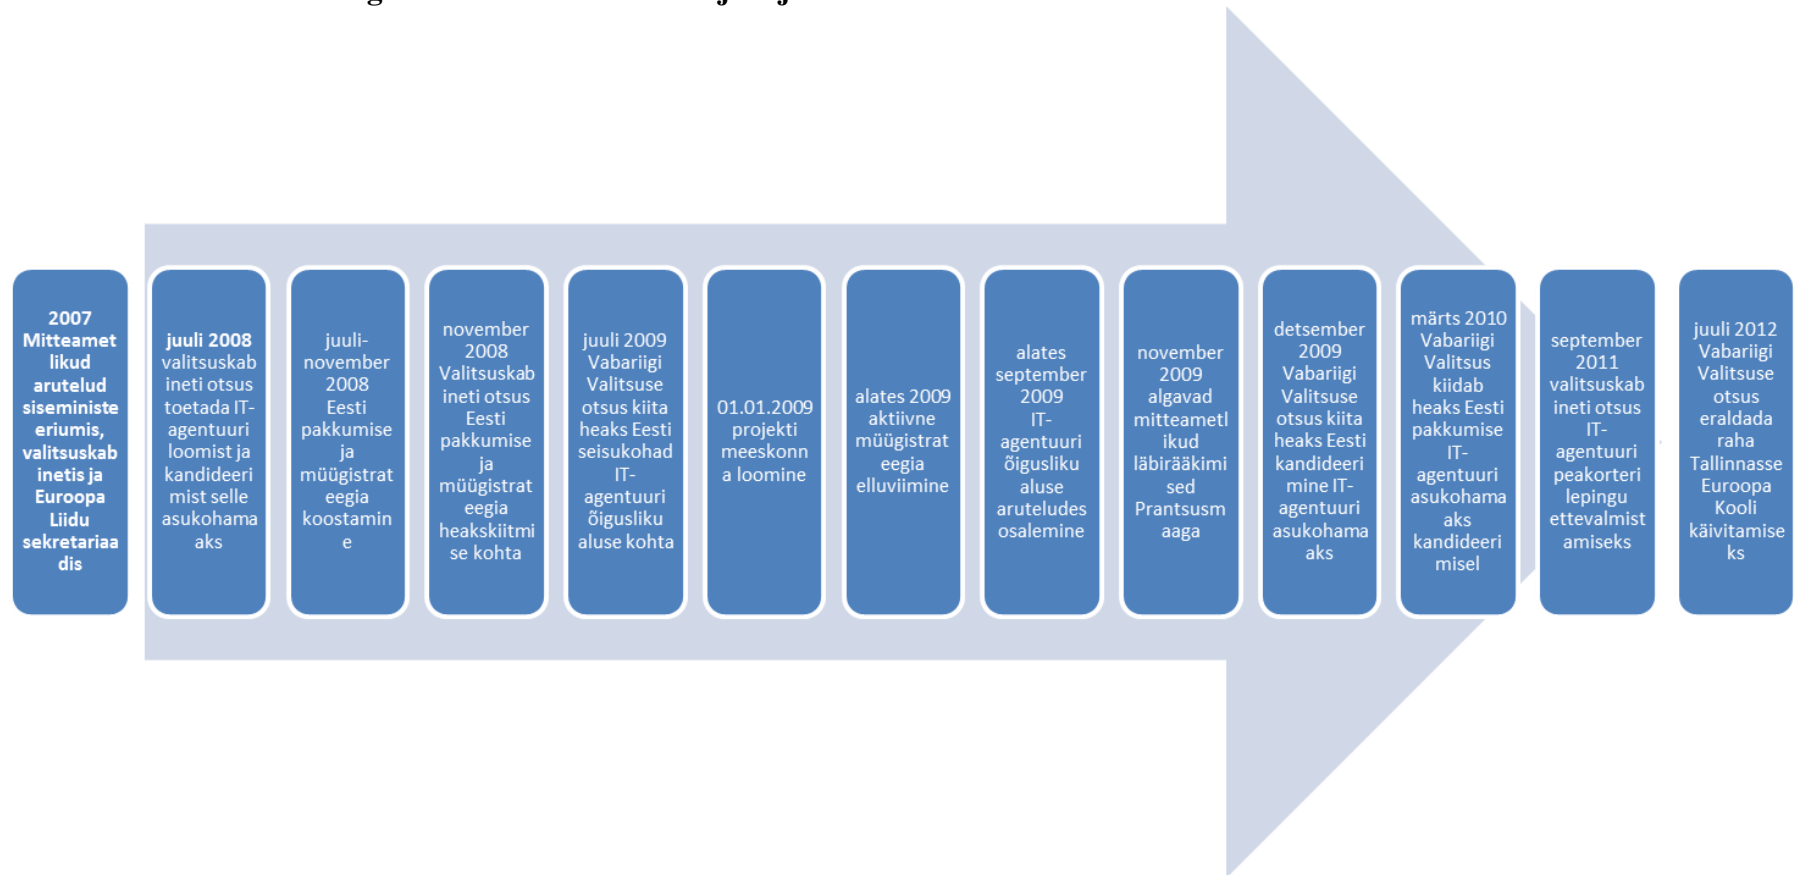 2007
Mitteamet
likud
arutelud
siseministe
eriumis,
valitsuskab
inetis ja
Euroopa
Liidu
sekretariaa
dis
juuli 2008
valitsuskab
ineti otsus
toetada IT-
agentuuri
loomist ja
kandideeri
mist selle
asukohama
aks
juuli-
november
2008
Eesti
pakkumise
ja
müügistrat
eegia
koostamin
e
november
2008
Valitsuskab
ineti otsus
Eesti
pakkumise
ja
müügistrat
eegia
heakskiitmi
se kohta
juuli 2009
Vabariigi
Valitsuse
otsus kiita
heaks Eesti
seisukohad
IT-
agentuuri
õigusliku
aluse kohta
01.01.2009
projekti
meeskonn
a loomine
alates 2009
aktiivne
müügistrat
eegia
elluviimine
alates
september
2009
IT-
agentuuri
õigusliku
aluse
aruteludes
osalemine
november
2009
algavad
mitteametl
ikud
läbirääkimi
sed
Prantsusm
aaga
detsember
2009
Vabariigi
Valitsuse
otsus kiita
heaks Eesti
kandideeri
mine IT-
agentuuri
asukohama
aks
märts 2010
Vabariigi
Valitsus
kiidab
heaks Eesti
pakkumise
IT-
agentuuri
asukohama
aks
kandideeri
misel
september
2011
valitsuskab
ineti otsus
IT-
agentuuri
peakorteri
lepingu
ettevalmist
amiseks
juuli 2012
Vabariigi
Valitsuse
otsus
eraldada
raha
Tallinnasse
Euroopa
Kooli
käivitamise
ks